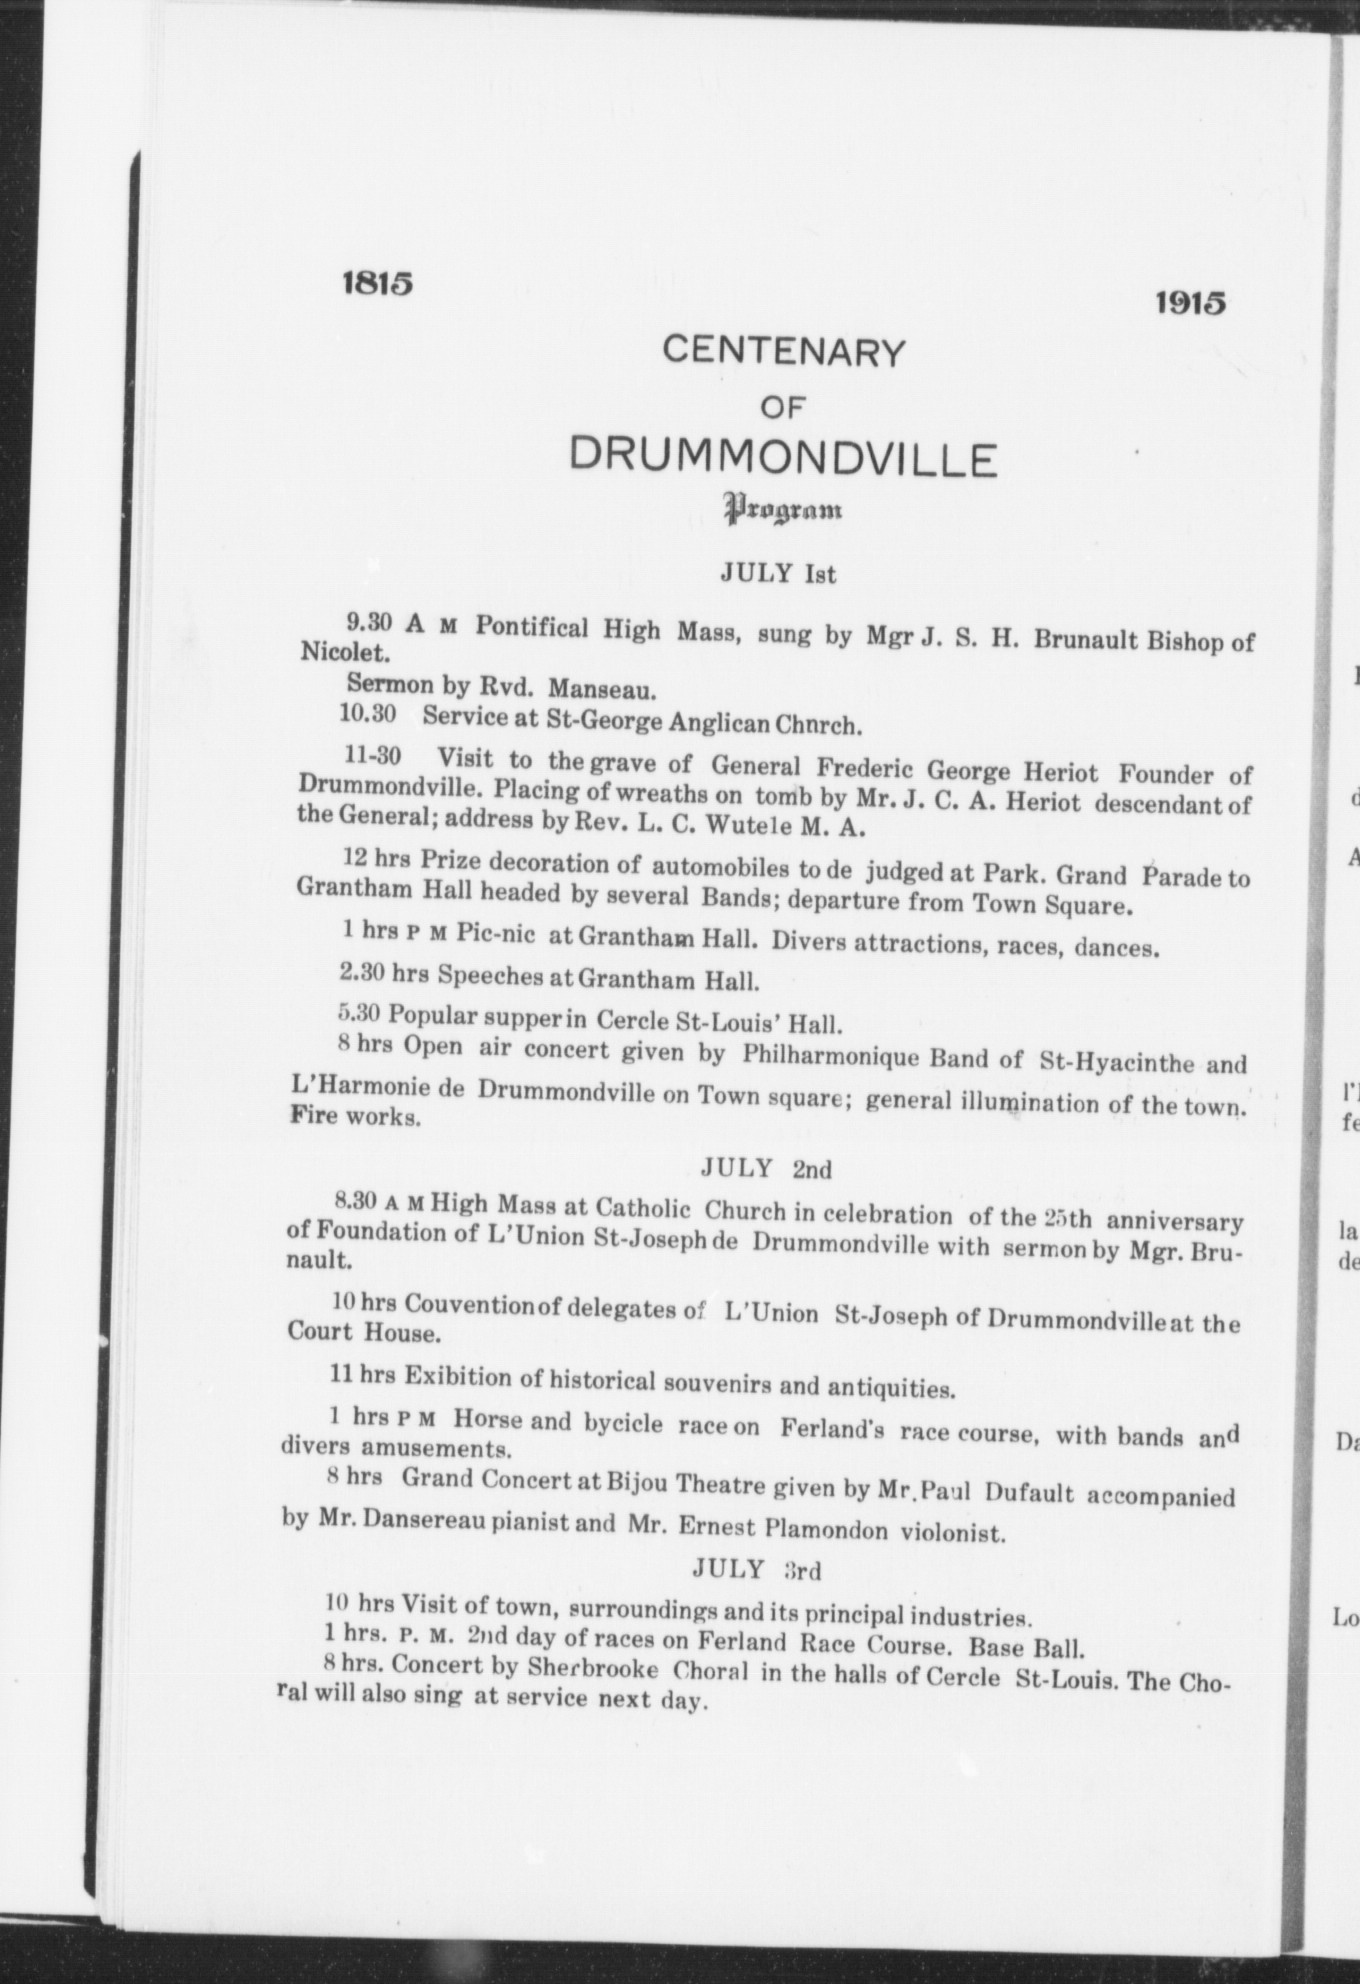 1815
1915
CENTENARY
OF
DRUMMONDVILLE
Program
JULY Ist
9.30 A M Pontifical High Mass, sung by Mgr J. S. H. Brunault Bishop of
Nicolet.
Sermon by Rvd. Manseau.
10.30 Service at St-George Anglican Chnrch.
11-30 Visit to the grave of General Frederic George Heriot Founder of
Drummondville. Placing of wreaths on tomb by Mr. J. C. A. Heriot descendant of
the General; address by Rev. L. C. Wutele M. A.
12 hrs Prize decoration of automobiles to de judged at Park. Grand Parade to
Grantham Hall headed by several Bands; departure from Town Square.
1 hrs P M Pic-nic at Grantham Hall. Divers attractions, races, dances.
2.30 hrs Speeches at Grantham Hall.
5.30 Popular supper in Cercle St-Louis' Hall.
8 hrs Open air concert given by Philharmonique Band of St-Hyacinthe and
L'Harmonie de Drummondville on Town square; general illumination of the town.
Fire works.
JULY 2nd
8.30 A M High Mass at Catholic Church in celebration of the 25th anniversary
of Foundation of L'Union St-Joseph de Drummondville with sermon by Mgr. Bru-
nault.
10 hrs Couvention of delegates of L'Union St-Joseph of Drummondville at the
Court House.
11 hrs Exibition of historical souvenirs and antiquities.
1 hrs P M Horse and bycicle race on Ferland's race course, with bands and
divers amusements.
8 hrs Grand Concert at Bijou Theatre given by Mr. Paul Dufault accompanied
by Mr. Dansereau pianist and Mr. Ernest Plamondon violonist.
JULY 3rd
10 hrs Visit of town, surroundings and its principal industries.
1 hrs. P. M. 2nd day of races on Ferland Race Course. Base Ball.
8 hrs. Concert by Sherbrooke Choral in the halls of Cercle St-Louis. The Cho-
ral will also sing at service next day.